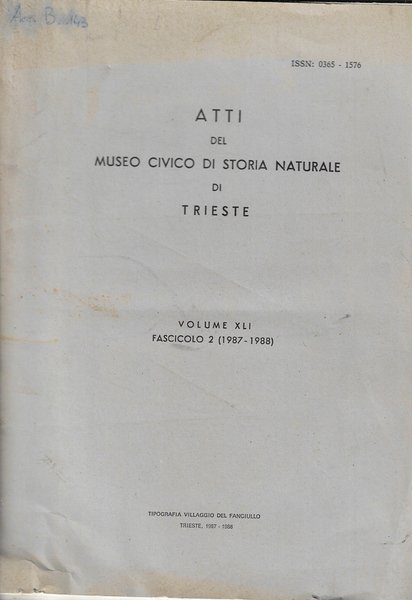 B 143
ISSN: 0365 - 1576
ATTI
DEL
MUSEO CIVICO DI STORIA NATURALE
DI
TRIESTE
VOLUME XLI
FASCICOLO 2 (1987-1988)
TIPOGRAFIA VILLAGGIO DEL FANCIULLO
TRIESTE, 1987 - 1988